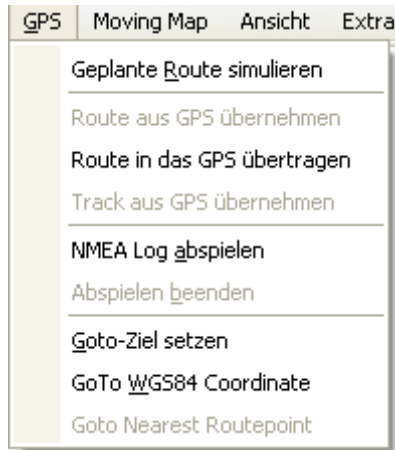 GPS Moving Map Ansicht Extra
Geplante Route simulieren
Route aus GPS übernehmen
Route in das GPS übertragen
Track aus GPS übernehmen
NMEA Log abspielen
Abspielen beenden
Goto-Ziel setzen
GoTo WGS84 Coordinate
Goto Nearest Routepoint